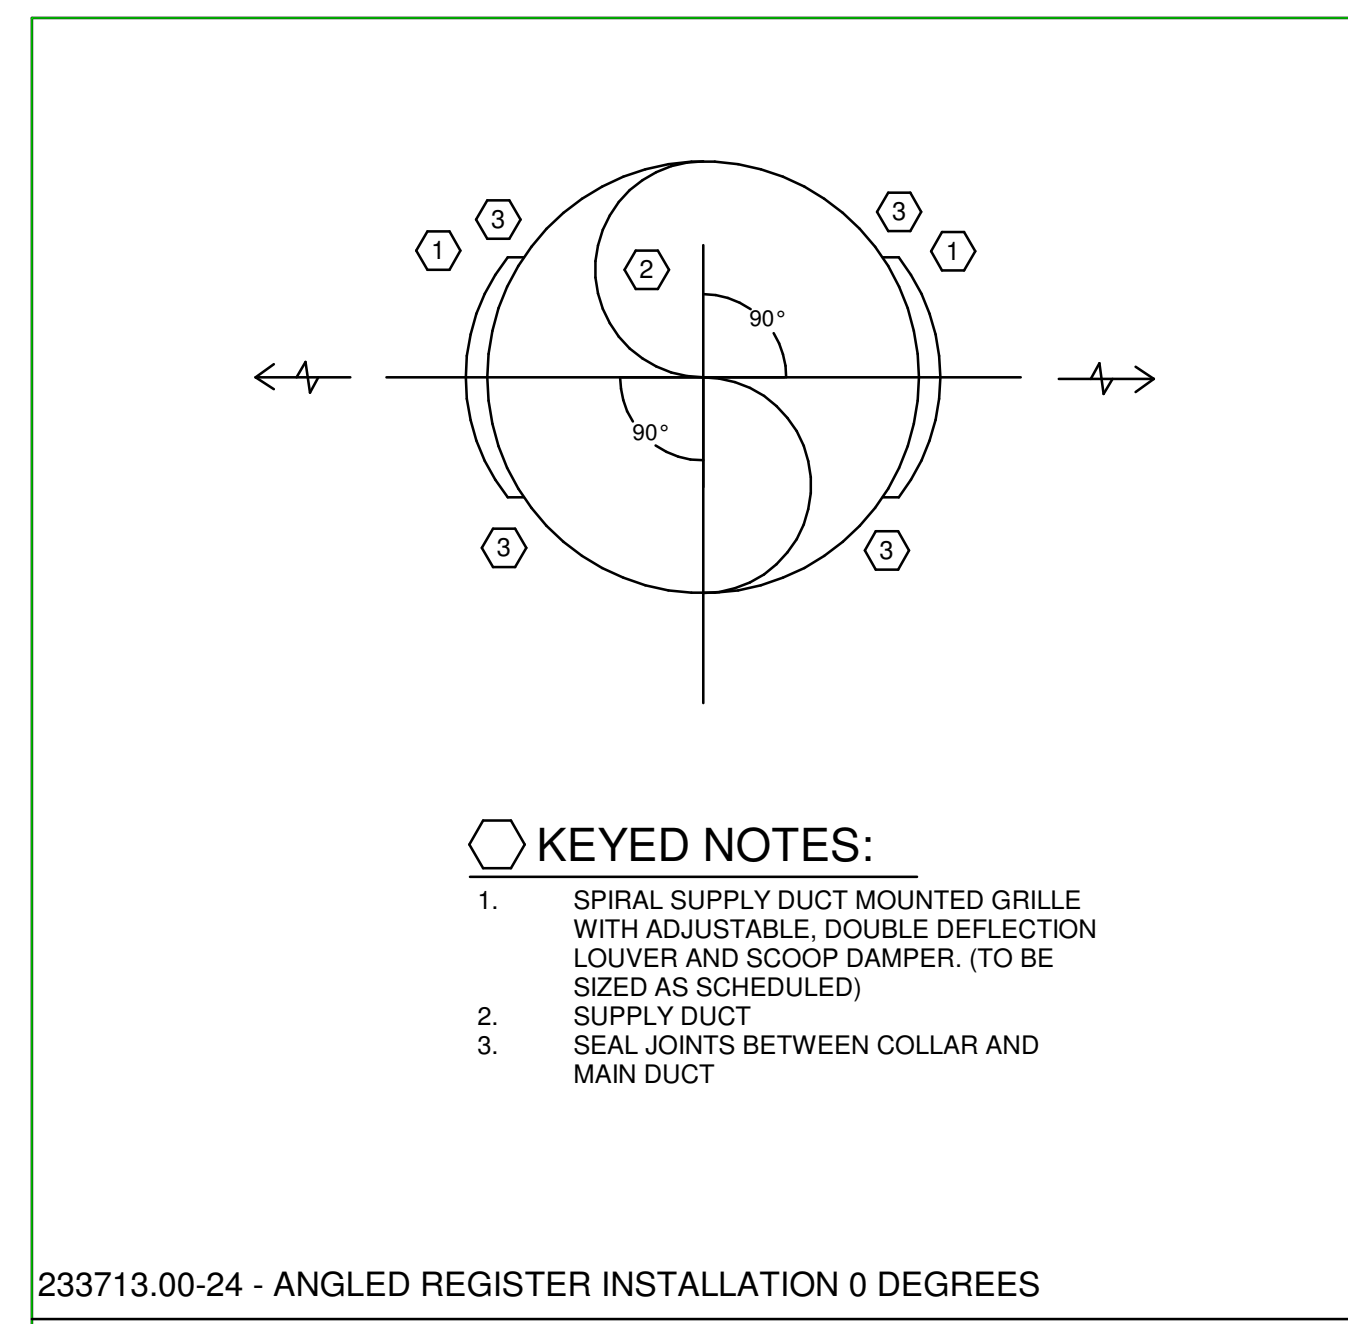 3
3
1
1
2
90°
90°
3
3
KEYED NOTES:
1. SPIRAL SUPPLY DUCT MOUNTED GRILLE
WITH ADJUSTABLE, DOUBLE DEFLECTION
LOUVER AND SCOOP DAMPER. (TO BE
SIZED AS SCHEDULED)
2. SUPPLY DUCT
3. SEAL JOINTS BETWEEN COLLAR AND
MAIN DUCT
233713.00-24 - ANGLED REGISTER INSTALLATION 0 DEGREES